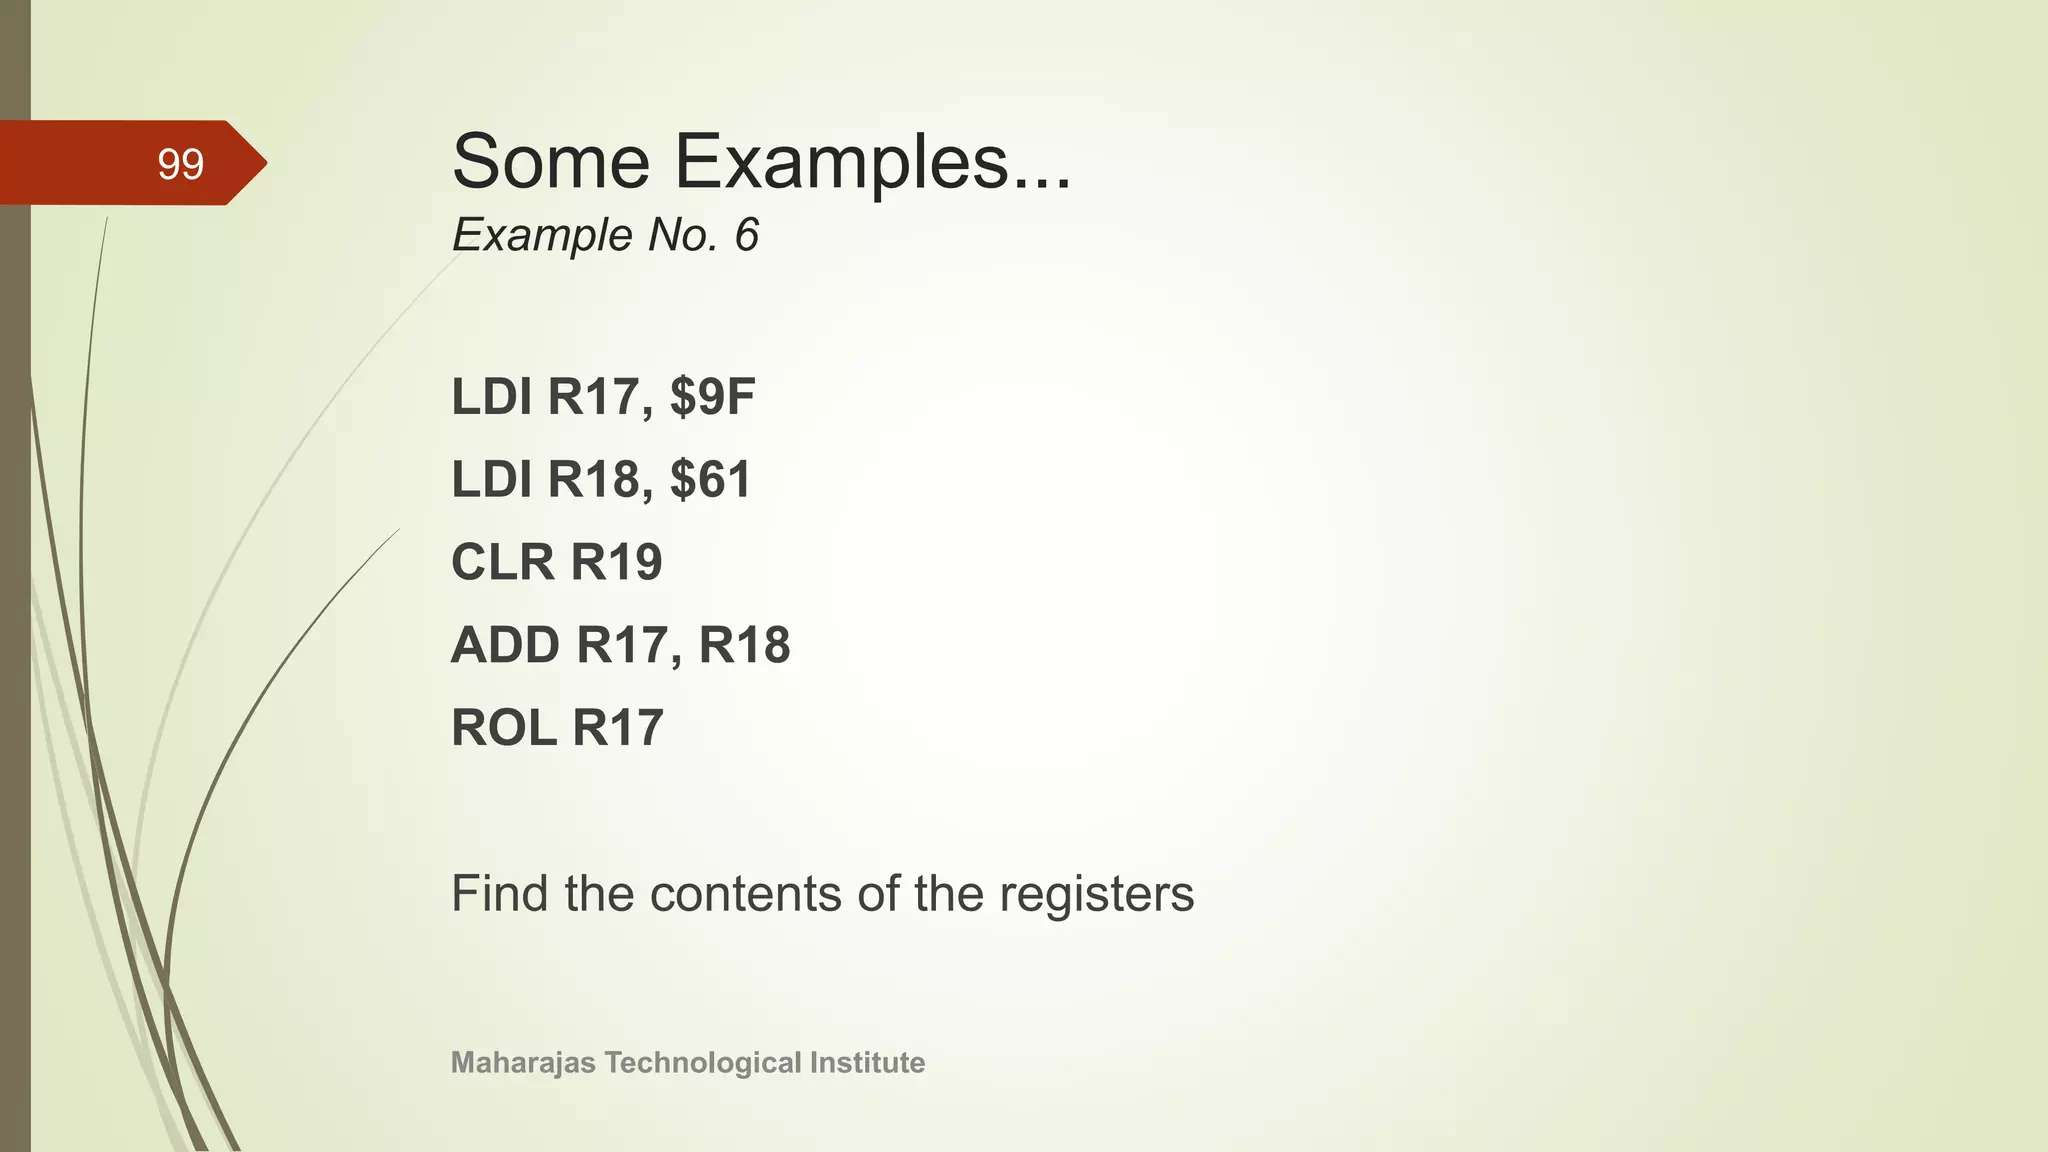 99
Some Examples...
Example No. 6
LDI R17, $9F
LDI R18, $61
CLR R19
ADD R17, R18
ROL R17
Find the contents of the registers
Maharajas Technological Institute